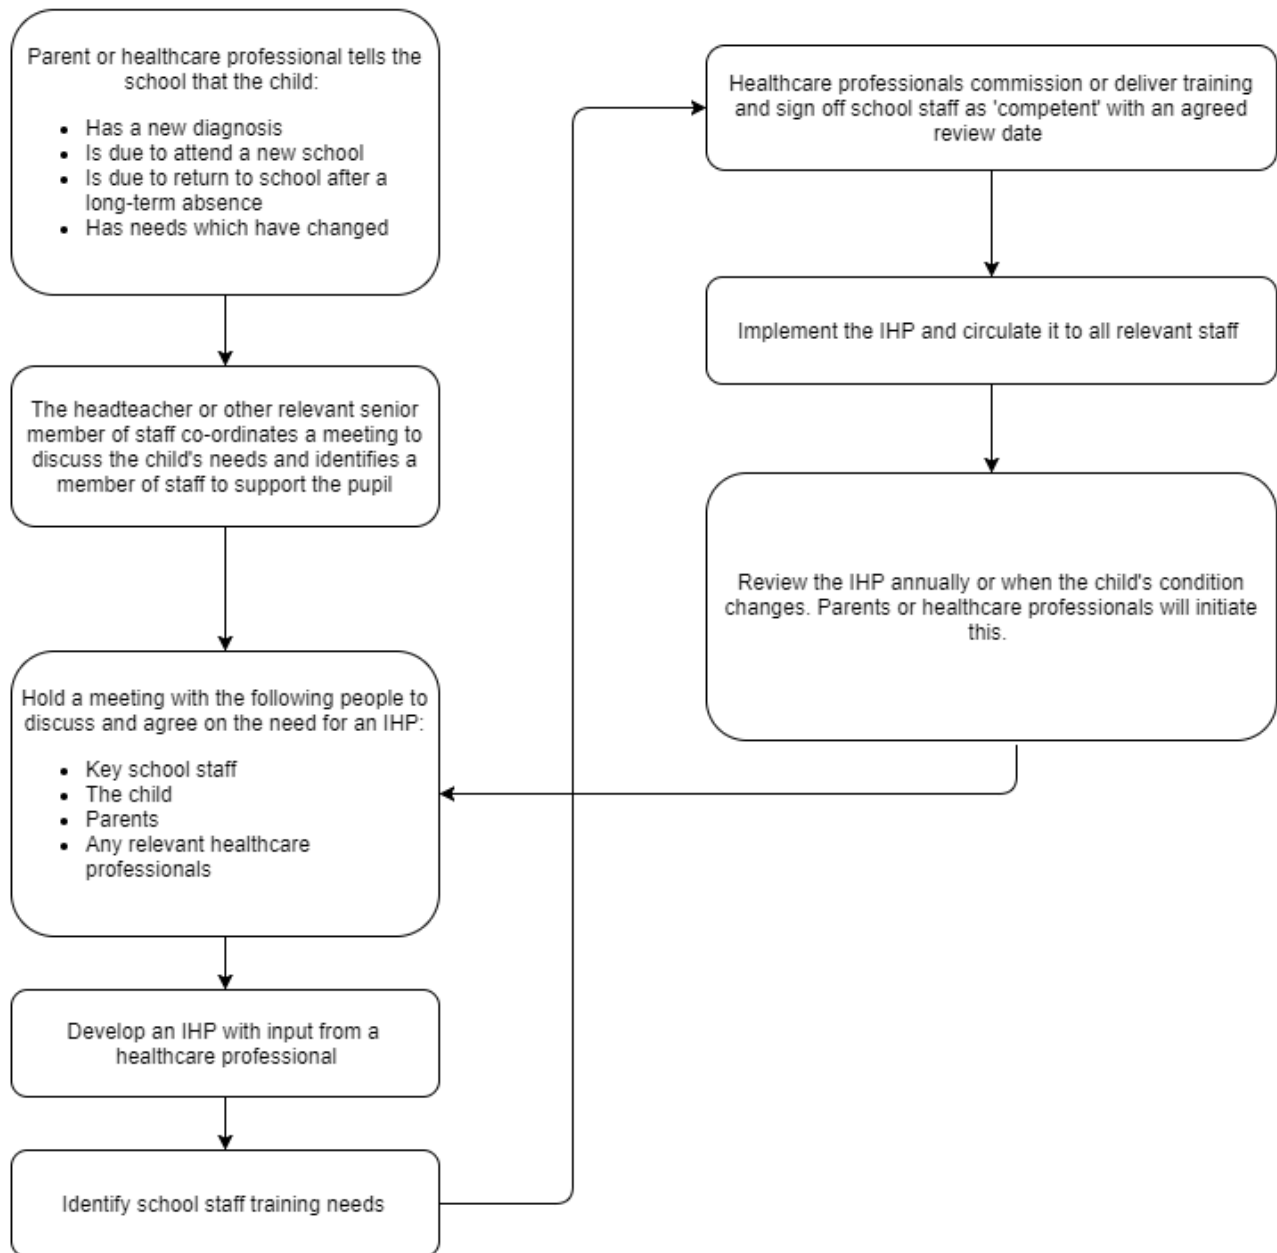 Parent or healthcare professional tells the
school that the child:
• Has a new diagnosis
• Is due to attend a new school
• Is due to return to school after a
long-term absence
• Has needs which have changed
The headteacher or other relevant senior
member of staff co-ordinates a meeting to
discuss the child's needs and identifies a
member of staff to support the pupil
Hold a meeting with the following people to
discuss and agree on the need for an IHP:
• Key school staff
• The child
• Parents
• Any relevant healthcare
professionals
Develop an IHP with input from a
healthcare professional
Identify school staff training needs
Healthcare professionals commission or deliver training
and sign off school staff as 'competent' with an agreed
review date
Implement the IHP and circulate it to all relevant staff
Review the IHP annually or when the child's condition
changes. Parents or healthcare professionals will initiate
this.